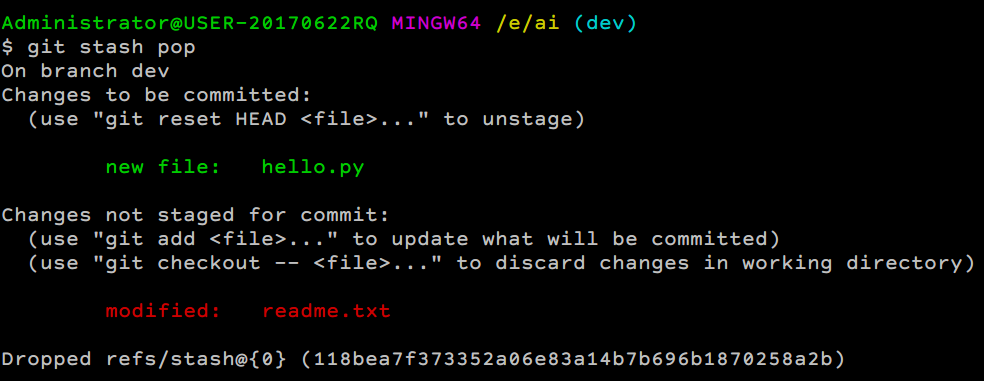 Administrator@USER-20170622RQ MINGW64 /e/ai (dev)
$ git stash pop
On branch dev
Changes to be committed:
  (use "git reset HEAD <file>..." to unstage)

        new file:   hello.py

Changes not staged for commit:
  (use "git add <file>..." to update what will be committed)
  (use "git checkout -- <file>..." to discard changes in working directory)

        modified:   readme.txt

Dropped refs/stash@{0} (118bea7f373352a06e83a14b7b696b1870258a2b)